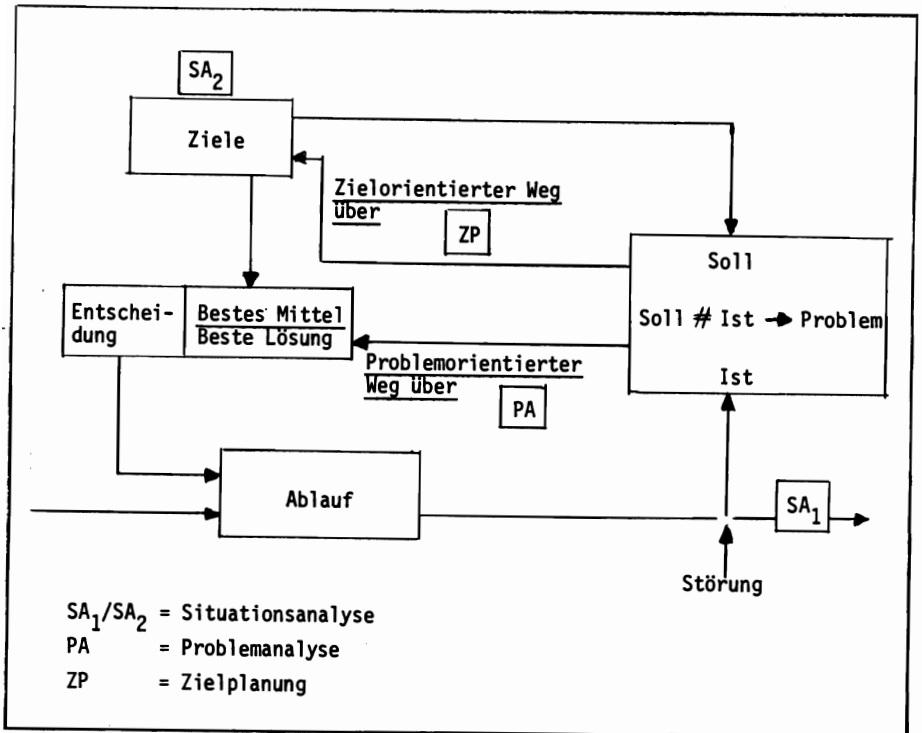 SA₂
Ziele
Zielorientierter Weg
über
ZP
Soll
Soll # Ist → Problem
Ist
Entschei-
dung
Bestes Mittel
Beste Lösung
Problemorientierter
Weg über
PA
Ablauf
SA₁
Störung
SA₁/SA₂ = Situationsanalyse
PA = Problemanalyse
ZP = Zielplanung